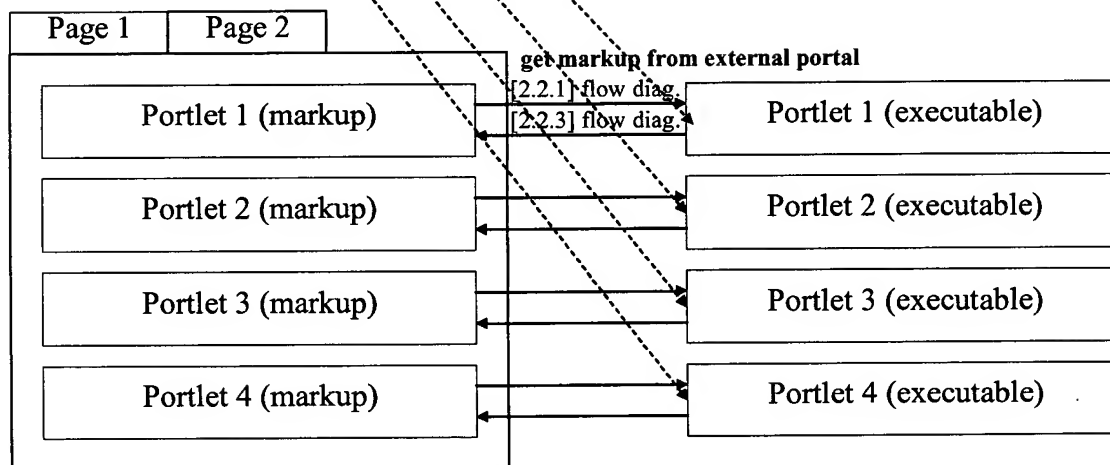 Page 1 Page 2
get markup from external portal
[2.2.1] flow diag.
Portlet 1 (markup) Portlet 1 (executable)
[2.2.3] flow diag.
Portlet 2 (markup) Portlet 2 (executable)
Portlet 3 (markup) Portlet 3 (executable)
Portlet 4 (markup) Portlet 4 (executable)